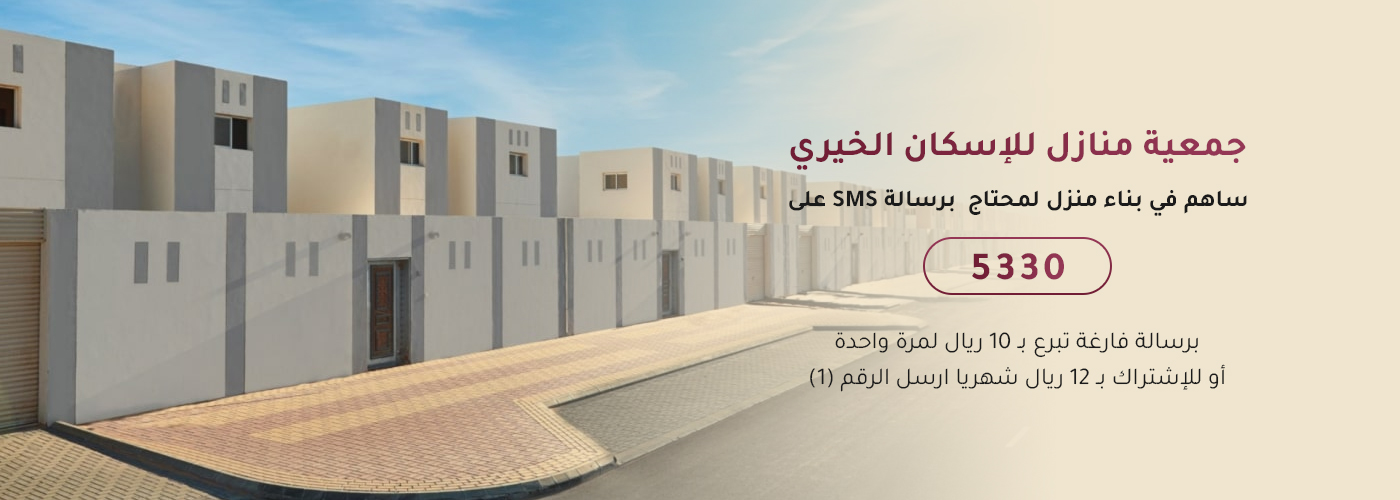 جمعية منازل للإسكان الخيري
ساهم في بناء منزل لمحتاج برسالة SMS على
5330
برسالة فارغة تبرع بـ 10 ريال لمرة واحدة
أو للإشتراك بـ 12 ريال شهريا ارسل الرقم (1)